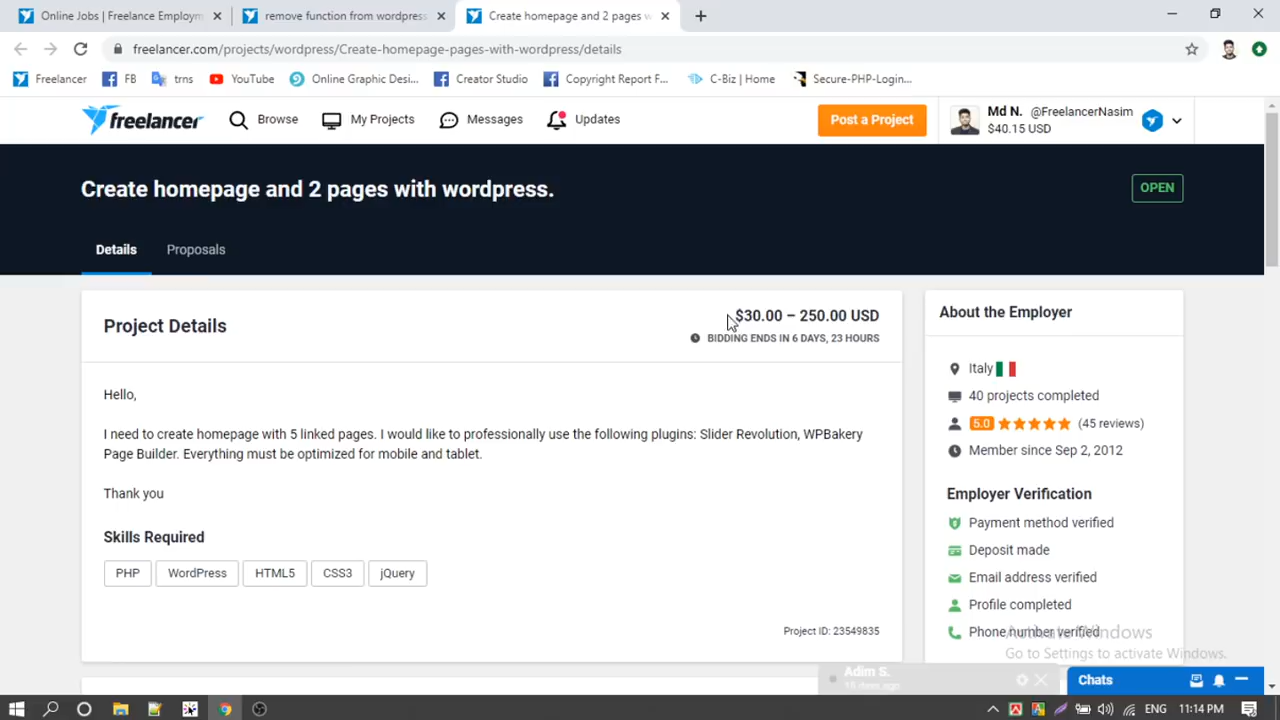 Online Jobs | Freelance Employm
remove function from wordpress
Create homepage and 2 pages w
freelancer.com/projects/wordpress/Create-homepage-pages-with-wordpress/details
Freelancer FB trns YouTube Online Graphic Desi... Creator Studio Copyright Report F... C-Biz | Home Secure-PHP-Login...
freelancer Browse My Projects Messages Updates Post a Project Md N. @FreelancerNasim
$40.15 USD
Create homepage and 2 pages with wordpress.
OPEN
Details Proposals
Project Details
$30.00 – 250.00 USD
BIDDING ENDS IN 6 DAYS, 23 HOURS
Hello,
I need to create homepage with 5 linked pages. I would like to professionally use the following plugins: Slider Revolution, WPBakery
Page Builder. Everything must be optimized for mobile and tablet.
Thank you
Skills Required
PHP WordPress HTML5 CSS3 jQuery
Project ID: 23549835
About the Employer
Italy
40 projects completed
5.0 (45 reviews)
Member since Sep 2, 2012
Employer Verification
Payment method verified
Deposit made
Email address verified
Profile completed
Phone number verified
Activate Windows
Go to Settings to activate Windows.
Adim S.
Chats
ENG 11:14 PM